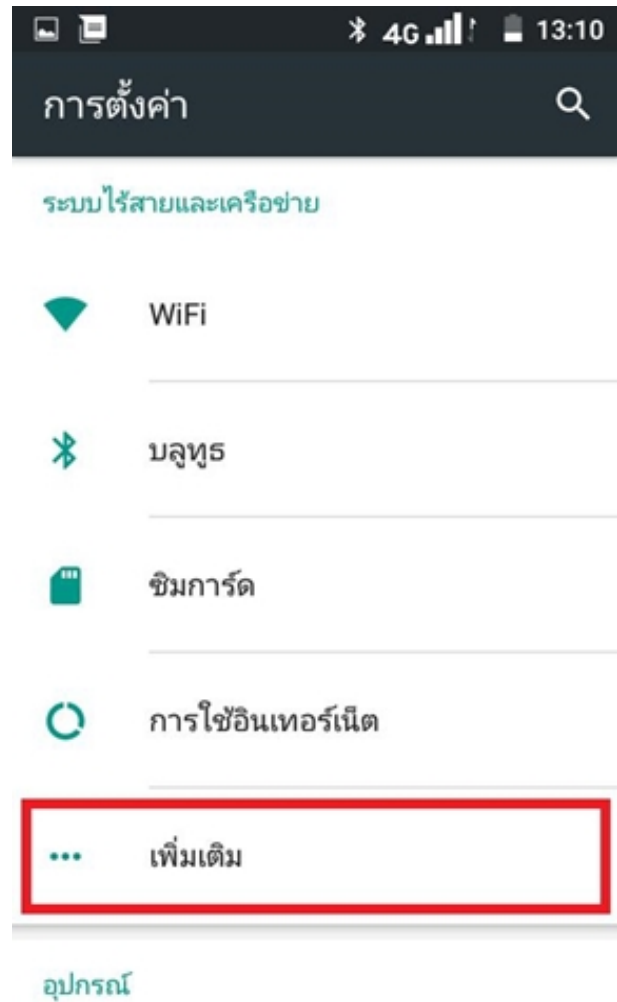 4G 13:10
การตั้งค่า
ระบบไร้สายและเครือข่าย
WiFi
บลูทูธ
ซิมการ์ด
การใช้อินเทอร์เน็ต
เพิ่มเติม
อุปกรณ์